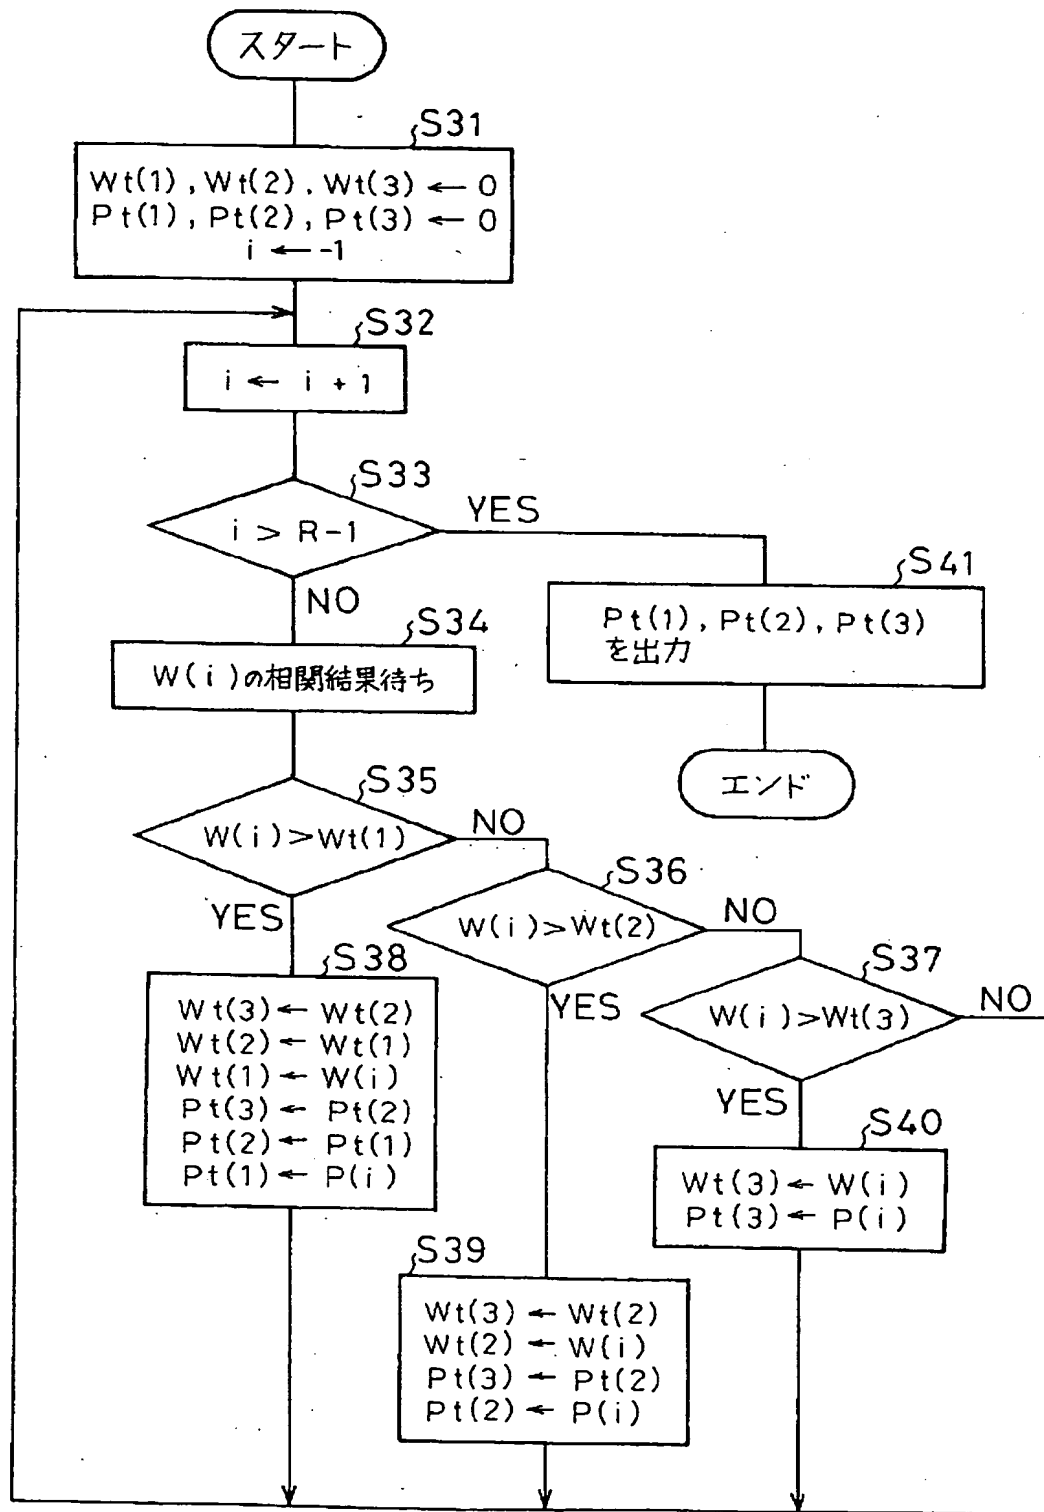 スタート
S31
Wt(1), Wt(2), Wt(3) ← 0
Pt(1), Pt(2), Pt(3) ← 0
i ← -1
S32
i ← i + 1
S33
i > R-1
YES
NO
S41
Pt(1), Pt(2), Pt(3)
を出力
エンド
S34
W(i)の相関結果待ち
S35
W(i)>Wt(1)
NO
YES
S36
W(i)>Wt(2)
NO
YES
S37
W(i)>Wt(3)
NO
YES
S38
Wt(3)← Wt(2)
Wt(2)← Wt(1)
Wt(1)← W(i)
Pt(3)← Pt(2)
Pt(2)← Pt(1)
Pt(1)← P(i)
S40
Wt(3)← W(i)
Pt(3)← P(i)
S39
Wt(3) ← Wt(2)
Wt(2) ← W(i)
Pt(3) ← Pt(2)
Pt(2) ← P(i)